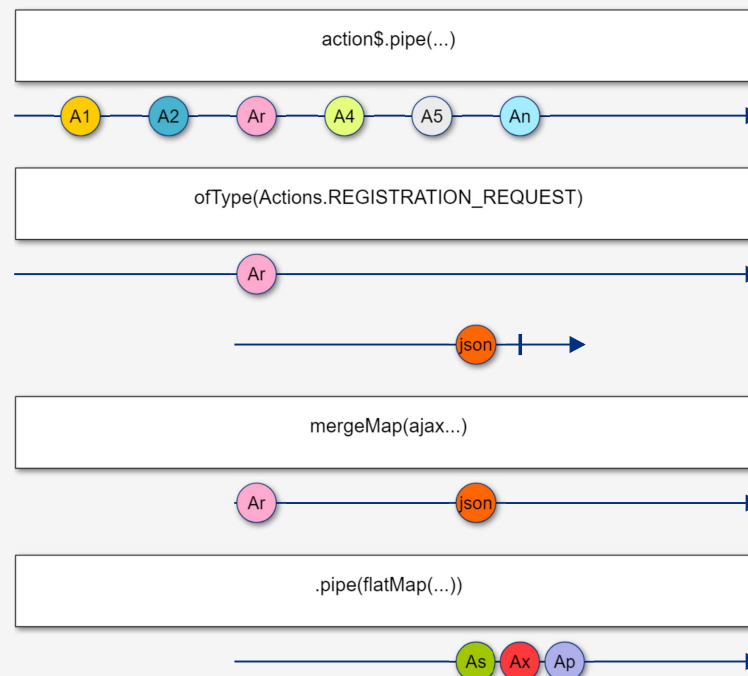 action$.pipe(...)
A1 A2 Ar A4 A5 An
ofType(Actions.REGISTRATION_REQUEST)
Ar
json
mergeMap(ajax...)
Ar json
.pipe(flatMap(...))
As Ax Ap